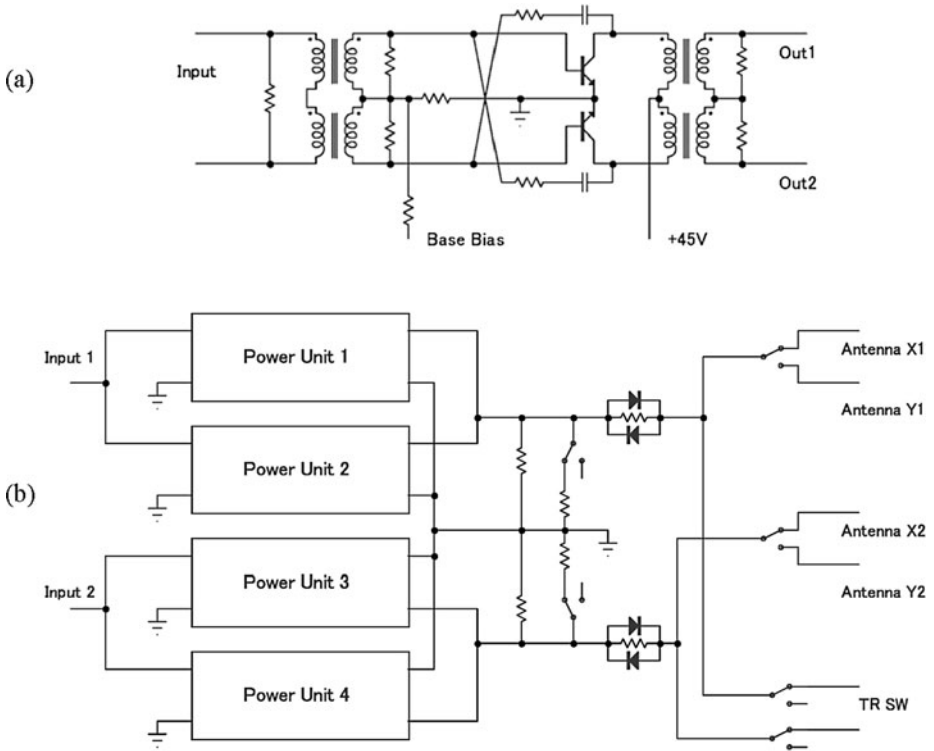 (a)
Input
Out1
Out2
Base Bias
+45V
(b)
Input 1
Power Unit 1
Power Unit 2
Input 2
Power Unit 3
Power Unit 4
Antenna X1
Antenna Y1
Antenna X2
Antenna Y2
TR SW